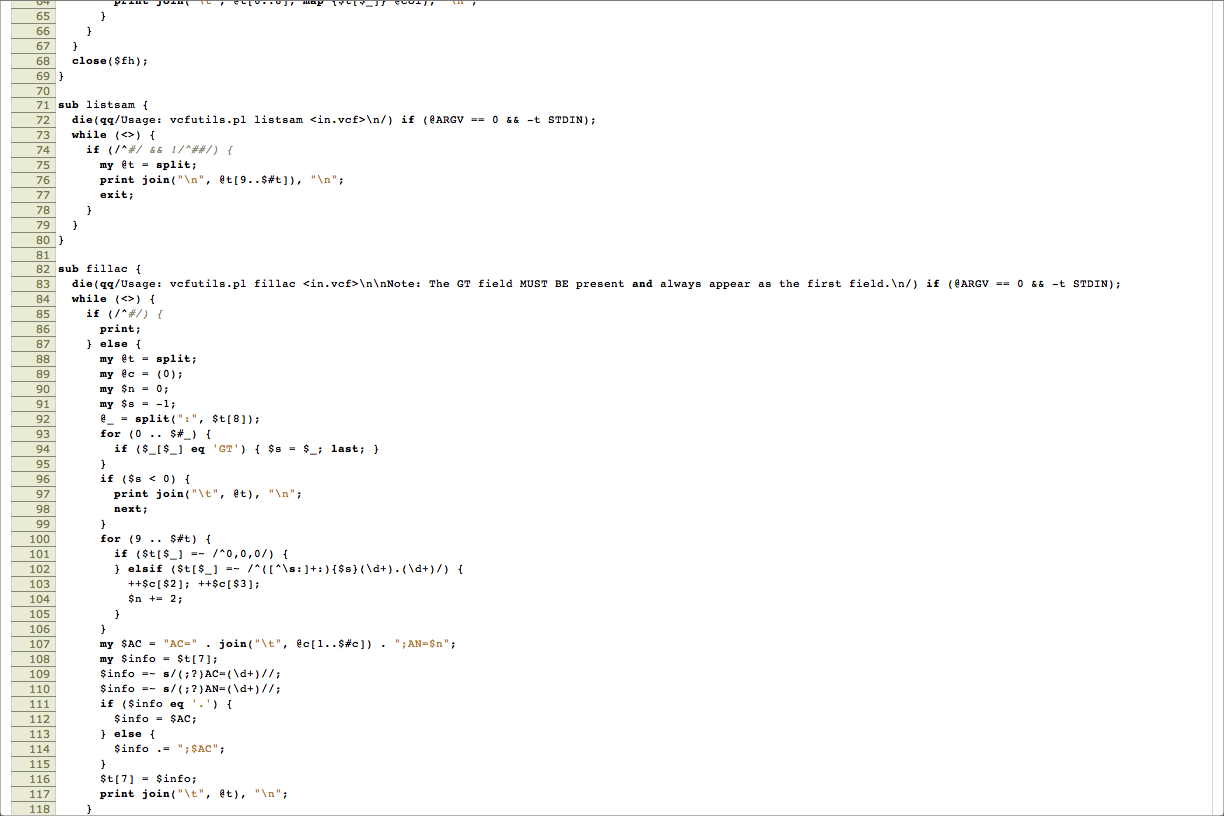 64         print join("\t", @t[0..8], map {$t[$_]} @col), "\n";
65       }
66     }
67   }
68   close($fh);
69 }
70
71 sub listsam {
72   die(qq/Usage: vcfutils.pl listsam <in.vcf>\n/) if (@ARGV == 0 && -t STDIN);
73   while (<>) {
74     if (/^#/ && !/^##/) {
75       my @t = split;
76       print join("\n", @t[9..$#t]), "\n";
77       exit;
78     }
79   }
80 }
81
82 sub fillac {
83   die(qq/Usage: vcfutils.pl fillac <in.vcf>\n\nNote: The GT field MUST BE present and always appear as the first field.\n/) if (@ARGV == 0 && -t STDIN);
84   while (<>) {
85     if (/^#/) {
86       print;
87     } else {
88       my @t = split;
89       my @c = (0);
90       my $n = 0;
91       my $s = -1;
92       @_ = split(":", $t[8]);
93       for (0 .. $#_) {
94         if ($_[$_] eq 'GT') { $s = $_; last; }
95       }
96       if ($s < 0) {
97         print join("\t", @t), "\n";
98         next;
99       }
100       for (9 .. $#t) {
101         if ($t[$_] =~ /^0,0,0/) {
102         } elsif ($t[$_] =~ /^([^\s:]+:){$s}(\d+).(\d+)/) {
103           ++$c[$2]; ++$c[$3];
104           $n += 2;
105         }
106       }
107       my $AC = "AC=" . join("\t", @c[1..$#c]) . ";AN=$n";
108       my $info = $t[7];
109       $info =~ s/(;?)AC=(\d+)//;
110       $info =~ s/(;?)AN=(\d+)//;
111       if ($info eq '.') {
112         $info = $AC;
113       } else {
114         $info .= ";$AC";
115       }
116       $t[7] = $info;
117       print join("\t", @t), "\n";
118     }